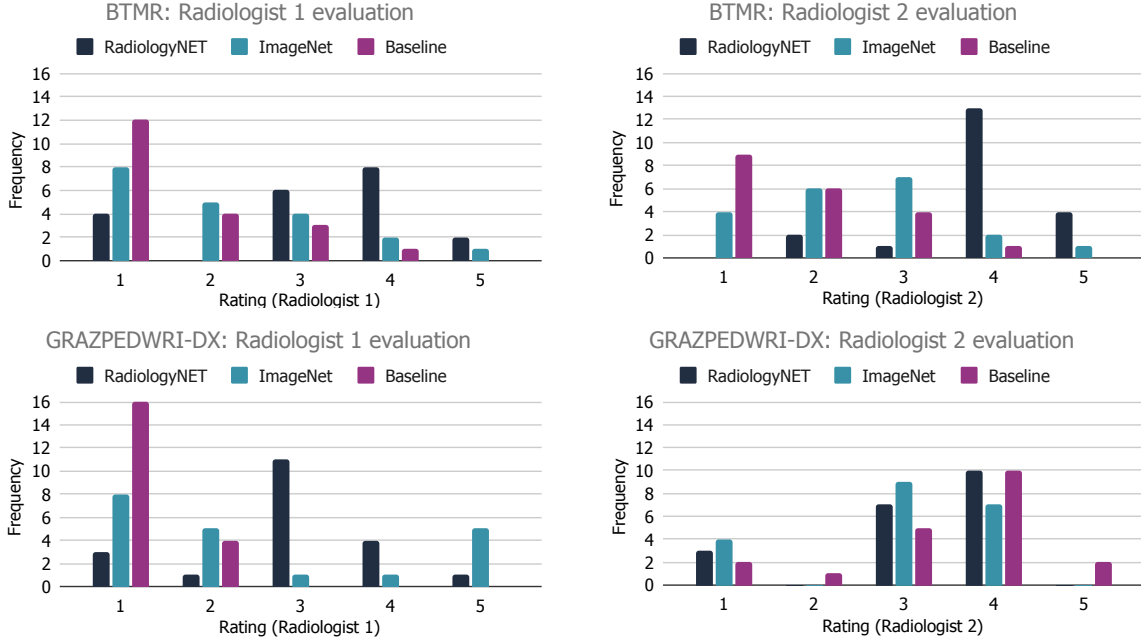 BTMR: Radiologist 1 evaluation
RadiologyNET ImageNet Baseline
16
14
12
10
8
6
4
2
0
Frequency
1 2 3 4 5
Rating (Radiologist 1)
BTMR: Radiologist 2 evaluation
RadiologyNET ImageNet Baseline
16
14
12
10
8
6
4
2
0
Frequency
1 2 3 4 5
Rating (Radiologist 2)
GRAZPEDWRI-DX: Radiologist 1 evaluation
RadiologyNET ImageNet Baseline
16
14
12
10
8
6
4
2
0
Frequency
1 2 3 4 5
Rating (Radiologist 1)
GRAZPEDWRI-DX: Radiologist 2 evaluation
RadiologyNET ImageNet Baseline
16
14
12
10
8
6
4
2
0
Frequency
1 2 3 4 5
Rating (Radiologist 2)